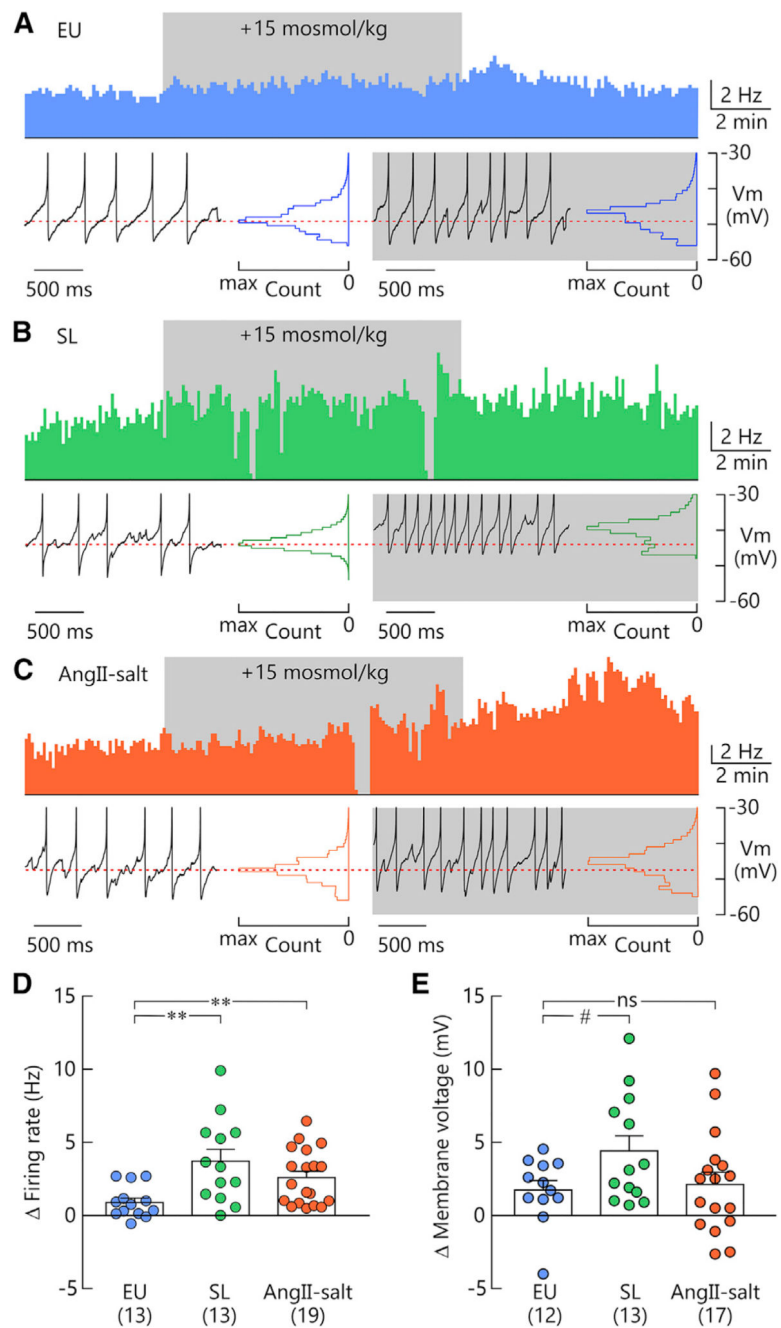 A EU
+15 mosmol/kg
2 Hz
2 min
-30
Vm
(mV)
-60
500 ms
max Count 0
500 ms
max Count 0
B SL
+15 mosmol/kg
2 Hz
2 min
-30
Vm
(mV)
-60
500 ms
max Count 0
500 ms
max Count 0
C AngII-salt
+15 mosmol/kg
2 Hz
2 min
-30
Vm
(mV)
-60
500 ms
max Count 0
500 ms
max Count 0
D
Δ Firing rate (Hz)
15
10
5
0
-5
**
**
EU SL AngII-salt
(13) (13) (19)
E
Δ Membrane voltage (mV)
15
10
5
0
-5
ns
#
EU SL AngII-salt
(12) (13) (17)